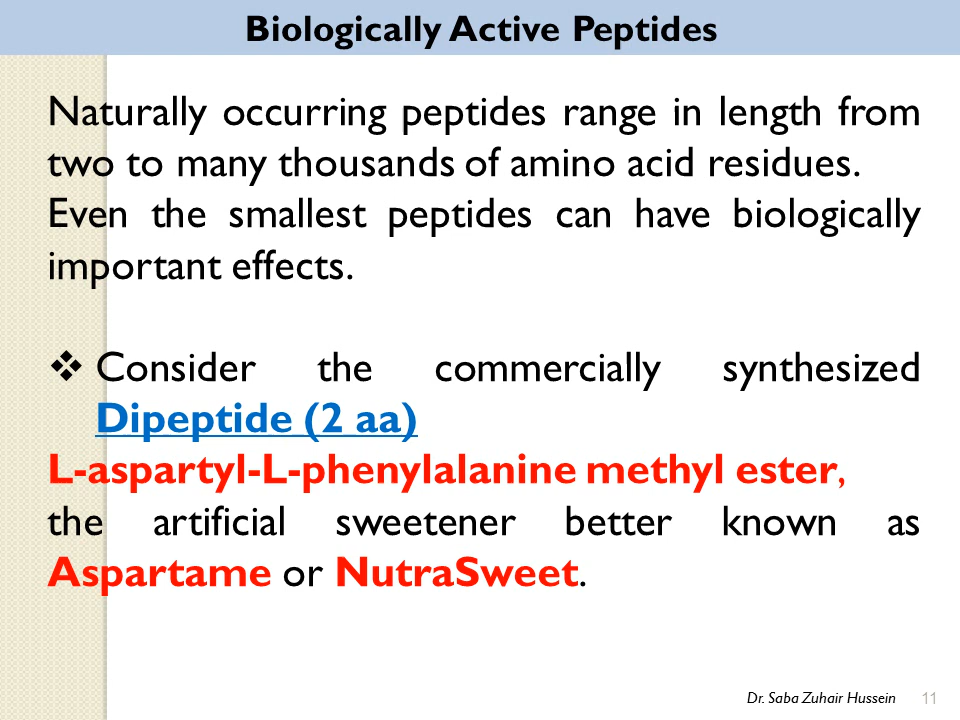 Biologically Active Peptides
Naturally occurring peptides range in length from
two to many thousands of amino acid residues.
Even the smallest peptides can have biologically
important effects.
❖ Consider the commercially synthesized
Dipeptide (2 aa)
L-aspartyl-L-phenylalanine methyl ester,
the artificial sweetener better known as
Aspartame or NutraSweet.
Dr. Saba Zuhair Hussein 11